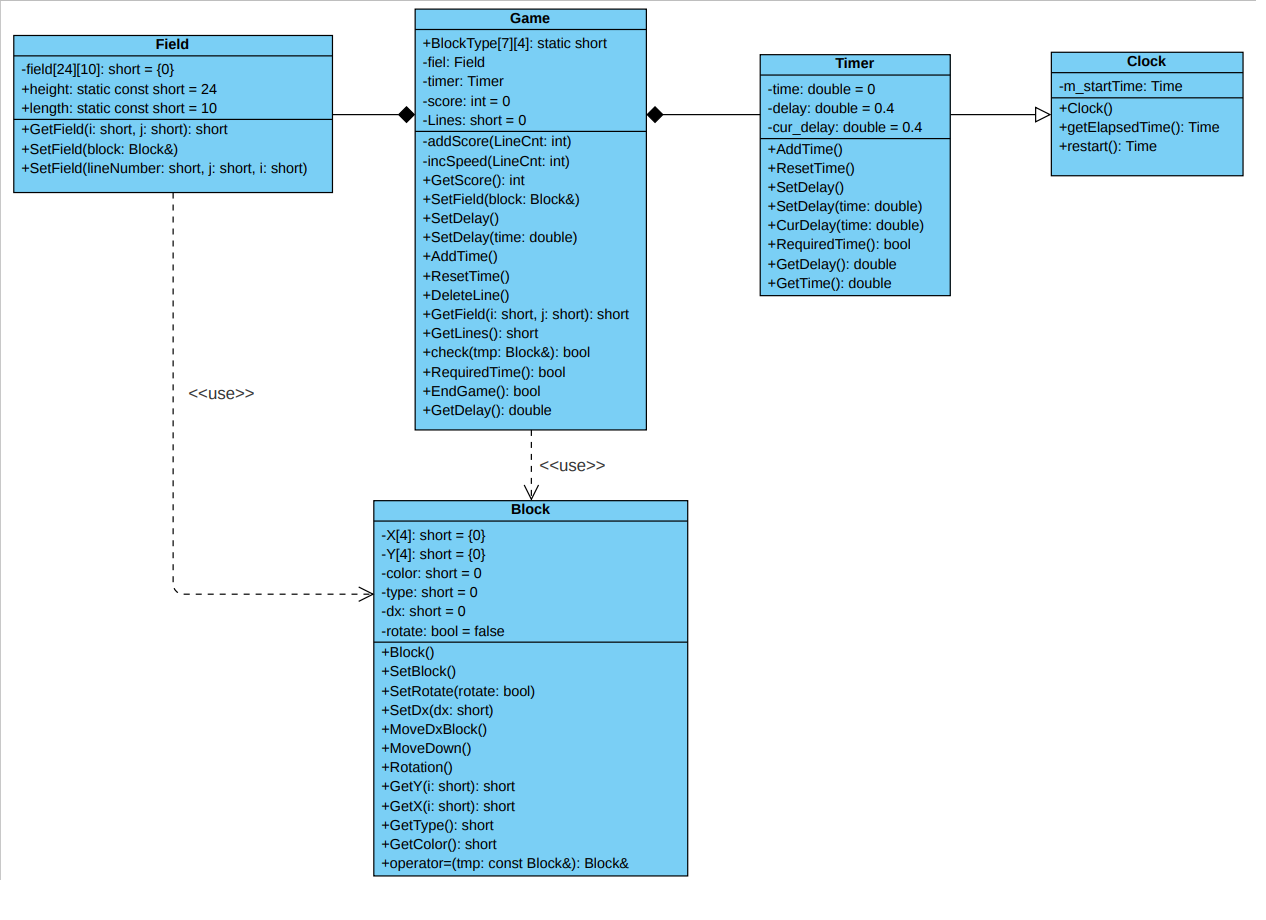 Field
-field[24][10]: short = {0}
+height: static const short = 24
+length: static const short = 10
+GetField(i: short, j: short): short
+SetField(block: Block&)
+SetField(lineNumber: short, j: short, i: short)
Game
+BlockType[7][4]: static short
-fiel: Field
-timer: Timer
-score: int = 0
-Lines: short = 0
-addScore(LineCnt: int)
-incSpeed(LineCnt: int)
+GetScore(): int
+SetField(block: Block&)
+SetDelay()
+SetDelay(time: double)
+AddTime()
+ResetTime()
+DeleteLine()
+GetField(i: short, j: short): short
+GetLines(): short
+check(tmp: Block&): bool
+RequiredTime(): bool
+EndGame(): bool
+GetDelay(): double
Timer
-time: double = 0
-delay: double = 0.4
-cur_delay: double = 0.4
+AddTime()
+ResetTime()
+SetDelay()
+SetDelay(time: double)
+CurDelay(time: double)
+RequiredTime(): bool
+GetDelay(): double
+GetTime(): double
Clock
-m_startTime: Time
+Clock()
+getElapsedTime(): Time
+restart(): Time
<<use>>
<<use>>
Block
-X[4]: short = {0}
-Y[4]: short = {0}
-color: short = 0
-type: short = 0
-dx: short = 0
-rotate: bool = false
+Block()
+SetBlock()
+SetRotate(rotate: bool)
+SetDx(dx: short)
+MoveDxBlock()
+MoveDown()
+Rotation()
+GetY(i: short): short
+GetX(i: short): short
+GetType(): short
+GetColor(): short
+operator=(tmp: const Block&): Block&